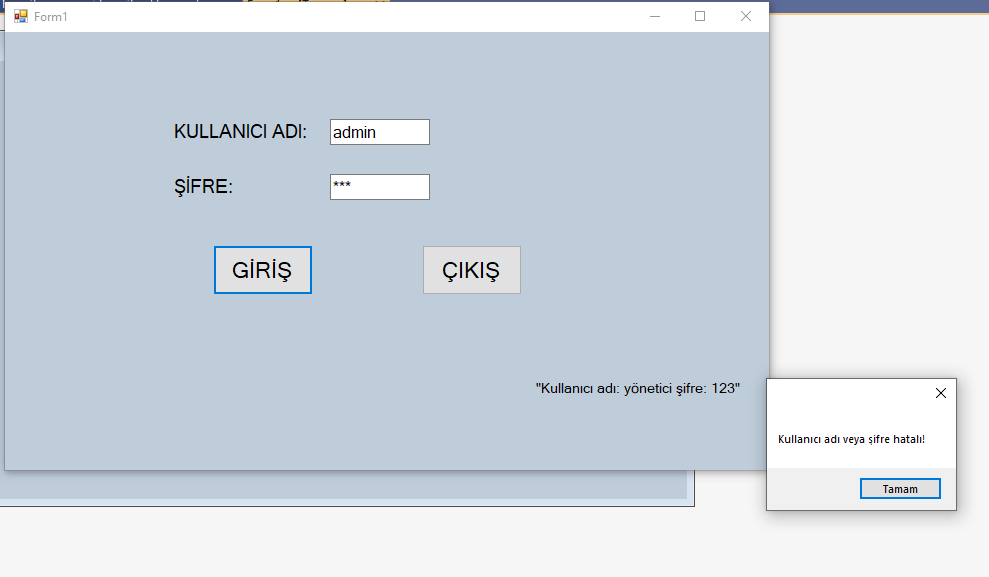 Form1
KULLANICI ADI: admin
ŞİFRE: ***
GİRİŞ ÇIKIŞ
"Kullanıcı adı: yönetici şifre: 123"
Kullanıcı adı veya şifre hatalı!
Tamam